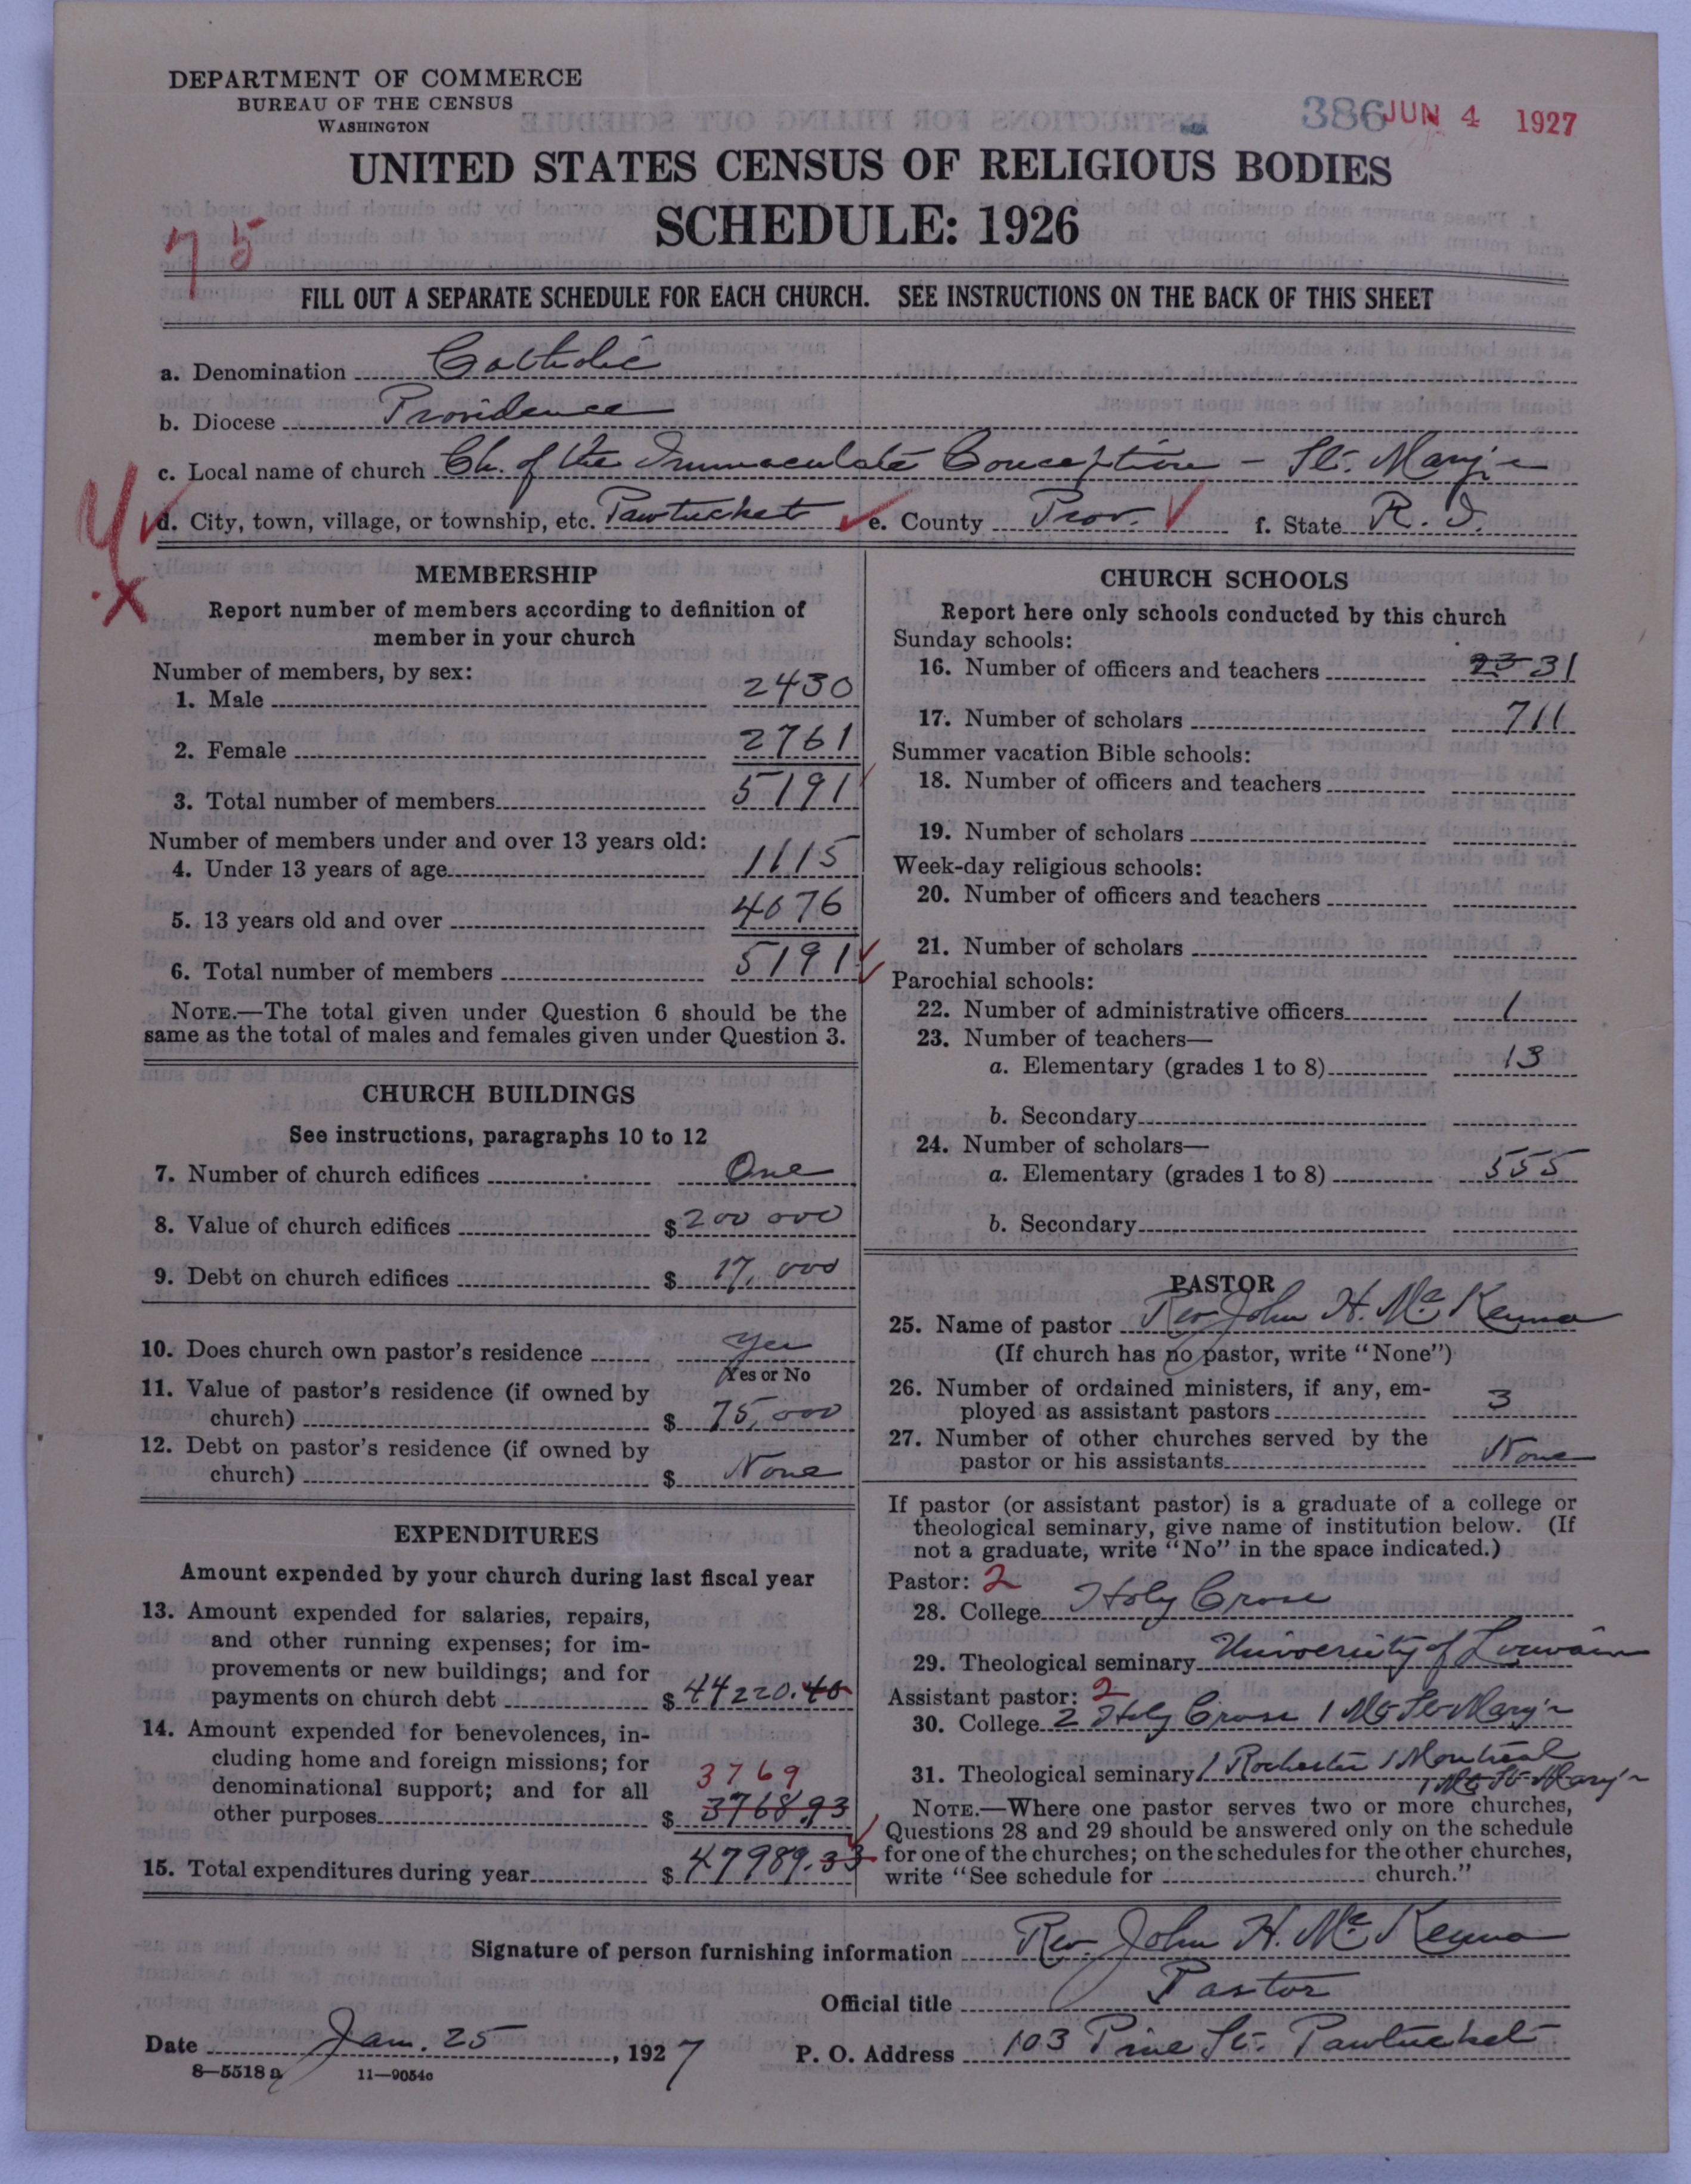 DEPARTMENT OF COMMERCE
BUREAU OF THE CENSUS
WASHINGTON
386 JUN 4 1927
UNITED STATES CENSUS OF RELIGIOUS BODIES
SCHEDULE: 1926
75
FILL OUT A SEPARATE SCHEDULE FOR EACH CHURCH. SEE INSTRUCTIONS ON THE BACK OF THIS SHEET
a. Denomination Catholic
b. Diocese Providence
c. Local name of church Ch. of the Immaculate Conception - St. Mary's
d. City, town, village, or township, etc. Pawtucket e. County Prov. f. State R. I.
MEMBERSHIP
Report number of members according to definition of
member in your church
Number of members, by sex:
1. Male 2430
2. Female 2761
3. Total number of members 5191
Number of members under and over 13 years old:
4. Under 13 years of age 1115
5. 13 years old and over 4076
6. Total number of members 5191
NOTE.—The total given under Question 6 should be the
same as the total of males and females given under Question 3.
CHURCH BUILDINGS
See instructions, paragraphs 10 to 12
7. Number of church edifices One
8. Value of church edifices $ 200 000
9. Debt on church edifices $ 17,000
10. Does church own pastor's residence Yes
Yes or No
11. Value of pastor's residence (if owned by
church) $ 75,000
12. Debt on pastor's residence (if owned by
church) $ None
EXPENDITURES
Amount expended by your church during last fiscal year
13. Amount expended for salaries, repairs,
and other running expenses; for im-
provements or new buildings; and for
payments on church debt $ 44220.40
14. Amount expended for benevolences, in-
cluding home and foreign missions; for
denominational support; and for all 3769
other purposes $ 3768.93
15. Total expenditures during year $ 47989.33
CHURCH SCHOOLS
Report here only schools conducted by this church
Sunday schools:
16. Number of officers and teachers 23 31
17. Number of scholars 711
Summer vacation Bible schools:
18. Number of officers and teachers
19. Number of scholars
Week-day religious schools:
20. Number of officers and teachers
21. Number of scholars
Parochial schools:
22. Number of administrative officers 1
23. Number of teachers—
a. Elementary (grades 1 to 8) 13
b. Secondary
24. Number of scholars—
a. Elementary (grades 1 to 8) 555
b. Secondary
PASTOR
25. Name of pastor Rev John H. McKenna
(If church has no pastor, write "None")
26. Number of ordained ministers, if any, em-
ployed as assistant pastors 3
27. Number of other churches served by the
pastor or his assistants None
If pastor (or assistant pastor) is a graduate of a college or
theological seminary, give name of institution below. (If
not a graduate, write "No" in the space indicated.)
Pastor: 2
28. College Holy Cross
29. Theological seminary University of Louvain
Assistant pastor: 2
30. College 2 Holy Cross 1 Mt St Mary's
31. Theological seminary 1 Rochester 1 Montreal
1 Mt St Mary's
NOTE.—Where one pastor serves two or more churches,
Questions 28 and 29 should be answered only on the schedule
for one of the churches; on the schedules for the other churches,
write "See schedule for church."
Signature of person furnishing information Rev. John H. McKenna
Official title Pastor
Date Jan. 25, 1927 P. O. Address 103 Pine St. Pawtucket
8—5518 a 11—9054c